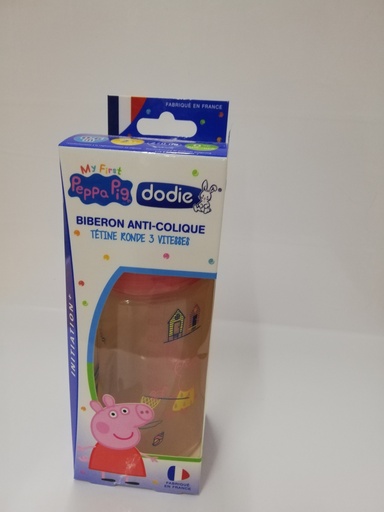 FABRIQUÉ EN FRANCE
My First
Peppa Pig
dodie®
BIBERON ANTI-COLIQUE
TÉTINE RONDE 3 VITESSES
INITIATION+
FABRIQUÉ
EN FRANCE